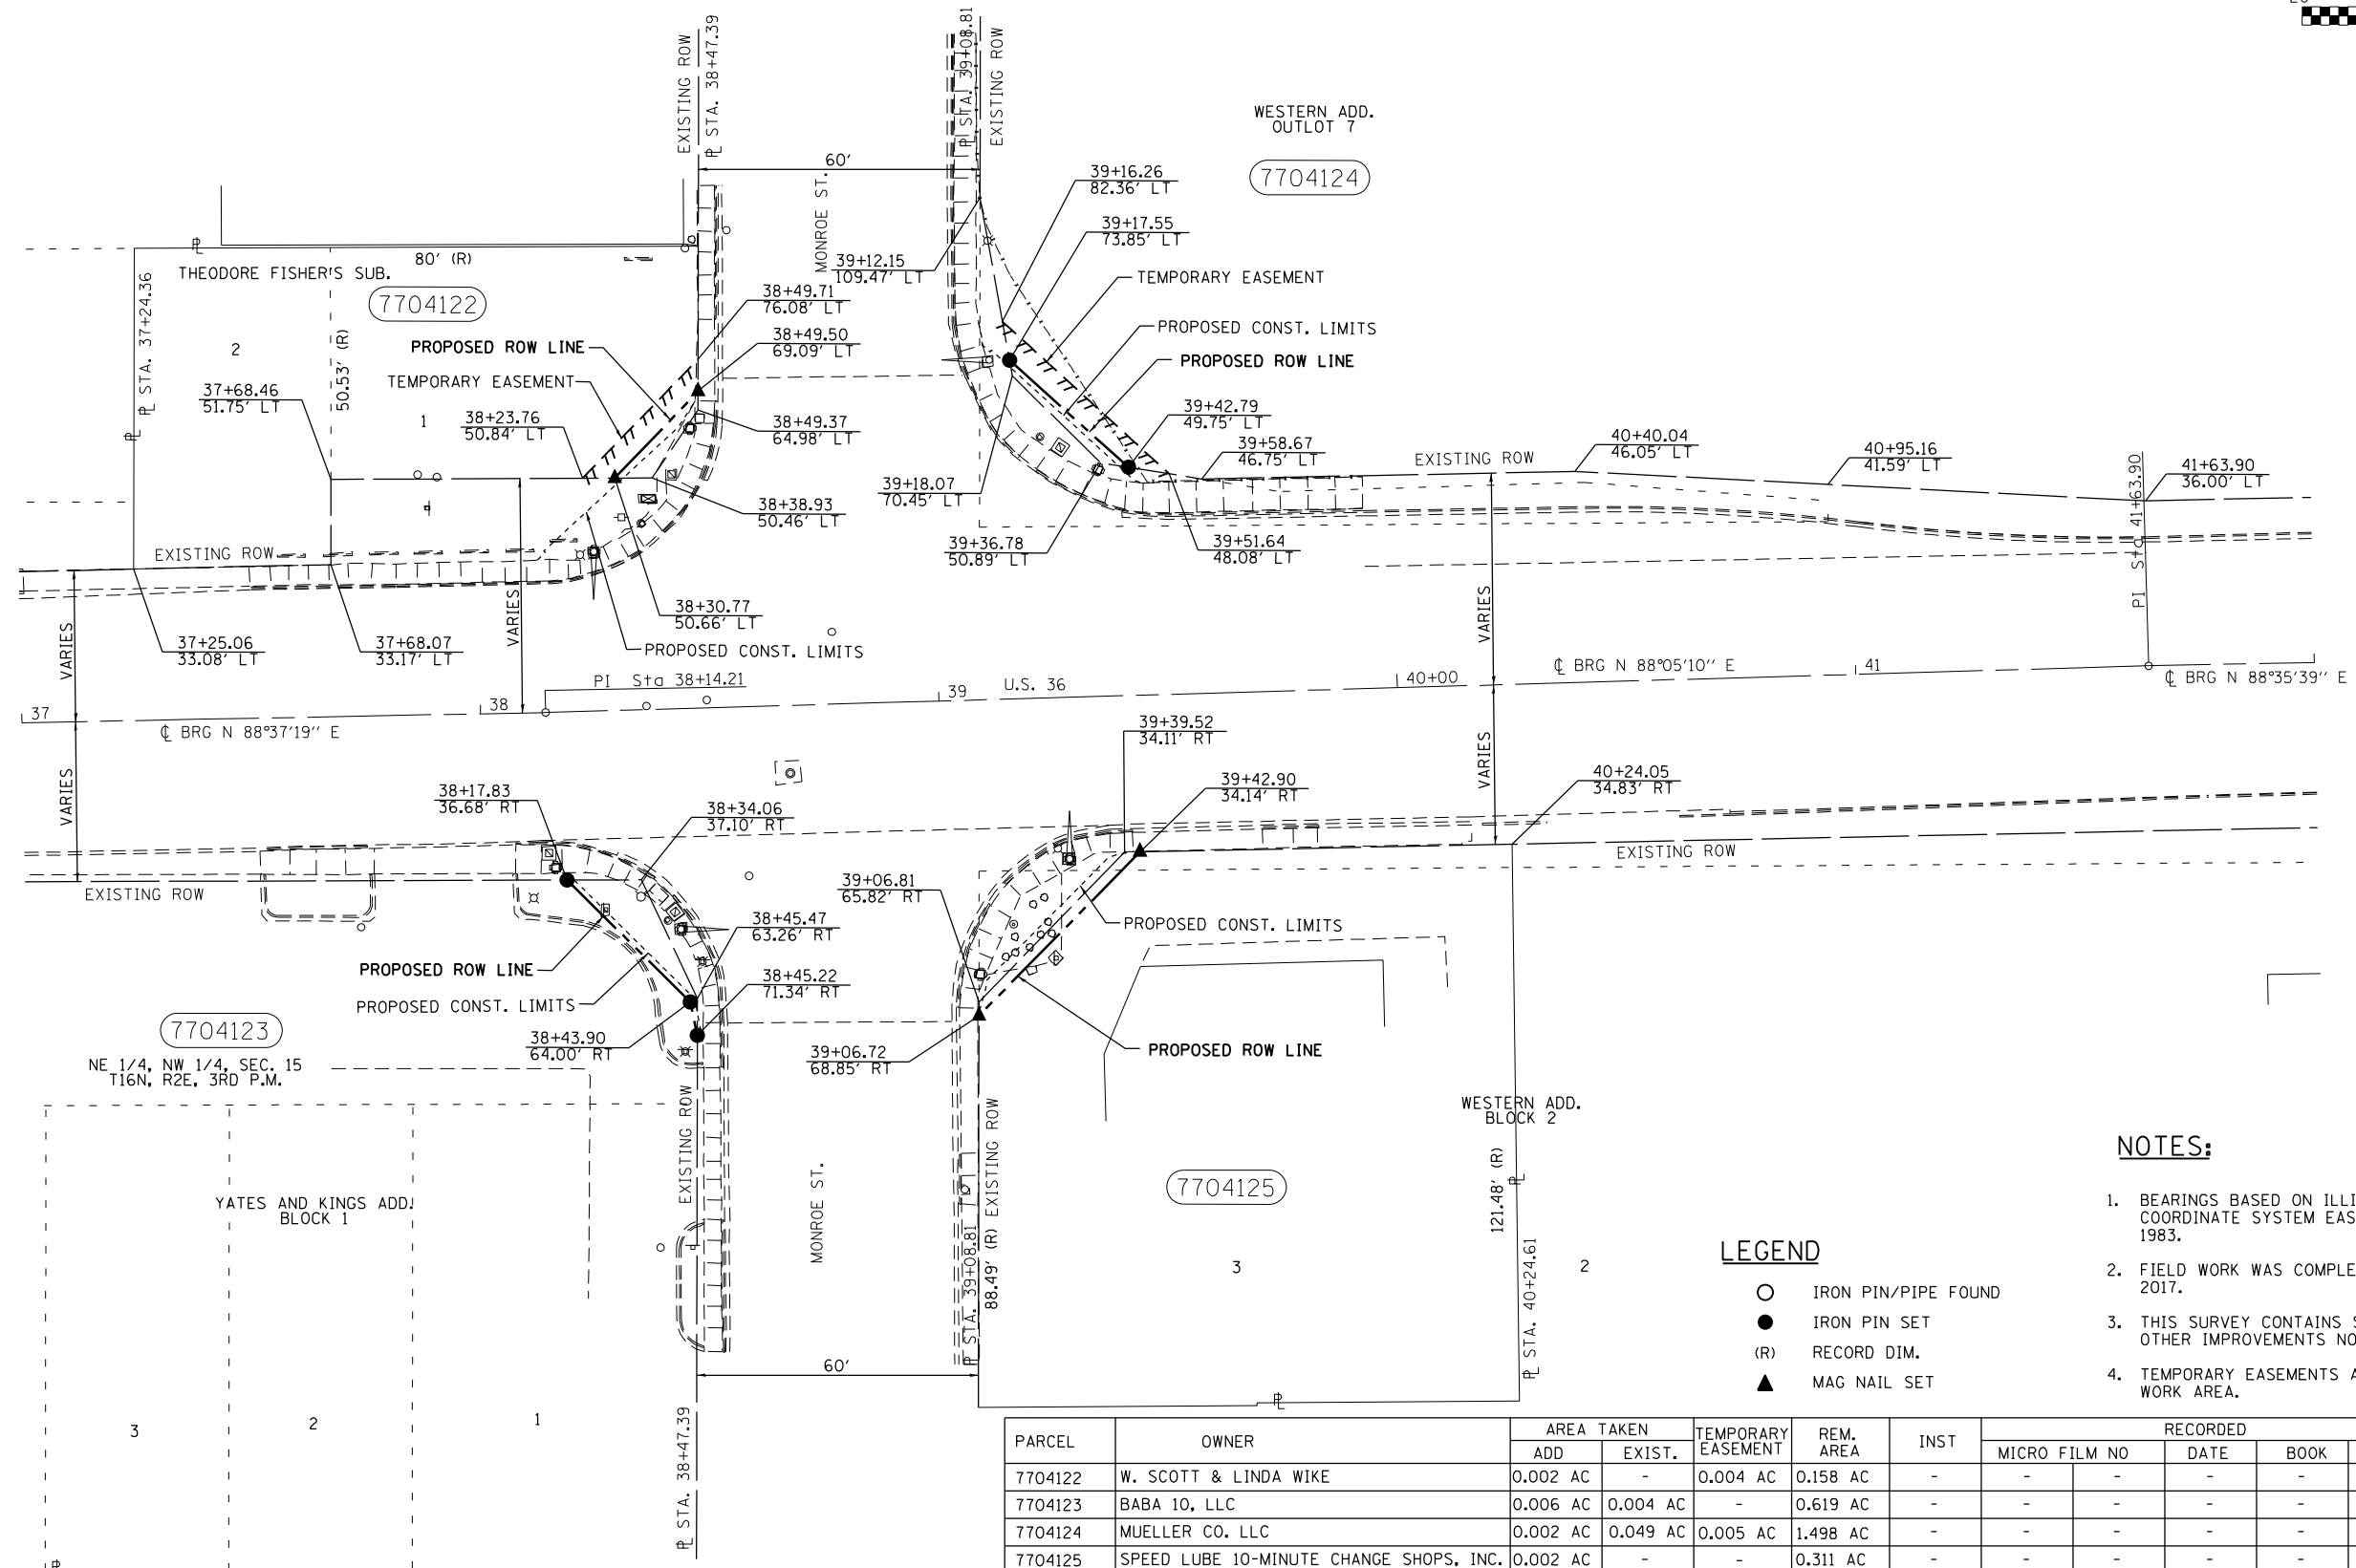 EXISTING ROW
P STA. 38+47.39
P STA. 39+08.81
EXISTING ROW
WESTERN ADD.
OUTLOT 7
7704124
60'
MONROE ST.
39+16.26
82.36' LT
39+17.55
73.85' LT
TEMPORARY EASEMENT
PROPOSED CONST. LIMITS
PROPOSED ROW LINE
39+12.15
109.47' LT
80' (R)
THEODORE FISHER'S SUB.
7704122
P STA. 37+24.36
2
50.53' (R)
1
38+49.71
76.08' LT
38+49.50
69.09' LT
PROPOSED ROW LINE
TEMPORARY EASEMENT
37+68.46
51.75' LT
38+23.76
50.84' LT
38+49.37
64.98' LT
38+38.93
50.46' LT
39+42.79
49.75' LT
39+58.67
46.75' LT
EXISTING ROW
40+40.04
46.05' LT
40+95.16
41.59' LT
PI Sta 41+63.90
41+63.90
36.00' LT
39+18.07
70.45' LT
39+36.78
50.89' LT
39+51.64
48.08' LT
EXISTING ROW
VARIES
37+25.06
33.08' LT
37+68.07
33.17' LT
VARIES
38+30.77
50.66' LT
PROPOSED CONST. LIMITS
VARIES
PI Sta 38+14.21
37
38
39
U.S. 36
40+00
℄ BRG N 88°05'10" E
41
℄ BRG N 88°35'39" E
℄ BRG N 88°37'19" E
VARIES
VARIES
39+39.52
34.11' RT
39+42.90
34.14' RT
40+24.05
34.83' RT
38+17.83
36.68' RT
38+34.06
37.10' RT
EXISTING ROW
EXISTING ROW
39+06.81
65.82' RT
PROPOSED CONST. LIMITS
38+45.47
63.26' RT
PROPOSED ROW LINE
PROPOSED CONST. LIMITS
38+45.22
71.34' RT
7704123
38+43.90
64.00' RT
39+06.72
68.85' RT
PROPOSED ROW LINE
NE 1/4, NW 1/4, SEC. 15
T16N, R2E, 3RD P.M.
EXISTING ROW
MONROE ST.
P STA. 39+08.81
88.49' (R) EXISTING ROW
WESTERN ADD.
BLOCK 2
7704125
121.48' (R)
P STA. 40+24.61
3
2
YATES AND KINGS ADD.
BLOCK 1
3
2
1
60'
P STA. 38+47.39
LEGEND
IRON PIN/PIPE FOUND
IRON PIN SET
(R) RECORD DIM.
MAG NAIL SET
NOTES:
1. BEARINGS BASED ON ILLI
COORDINATE SYSTEM EAS
1983.
2. FIELD WORK WAS COMPLE
2017.
3. THIS SURVEY CONTAINS S
OTHER IMPROVEMENTS NO
4. TEMPORARY EASEMENTS A
WORK AREA.
PARCEL OWNER AREA TAKEN TEMPORARY EASEMENT REM. AREA INST RECORDED
ADD EXIST. MICRO FILM NO DATE BOOK
7704122 W. SCOTT & LINDA WIKE 0.002 AC - 0.004 AC 0.158 AC - - - - -
7704123 BABA 10, LLC 0.006 AC 0.004 AC - 0.619 AC - - - - -
7704124 MUELLER CO. LLC 0.002 AC 0.049 AC 0.005 AC 1.498 AC - - - - -
7704125 SPEED LUBE 10-MINUTE CHANGE SHOPS, INC. 0.002 AC - - 0.311 AC - - - - -